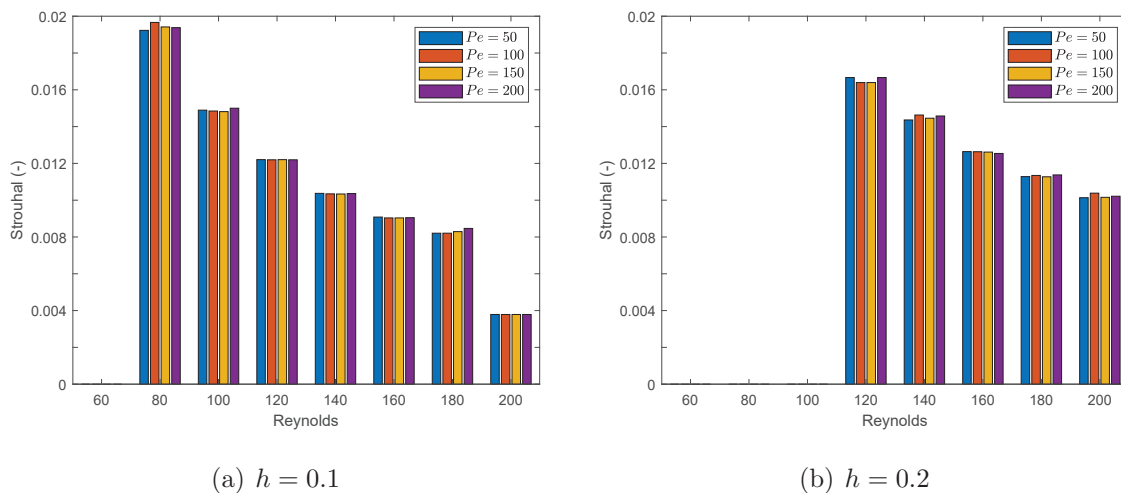 0.02
0.016
0.012
0.008
0.004
0
Strouhal (-)
60 80 100 120 140 160 180 200
Reynolds
Pe = 50
Pe = 100
Pe = 150
Pe = 200
(a) h = 0.1
0.02
0.016
0.012
0.008
0.004
0
Strouhal (-)
60 80 100 120 140 160 180 200
Reynolds
Pe = 50
Pe = 100
Pe = 150
Pe = 200
(b) h = 0.2